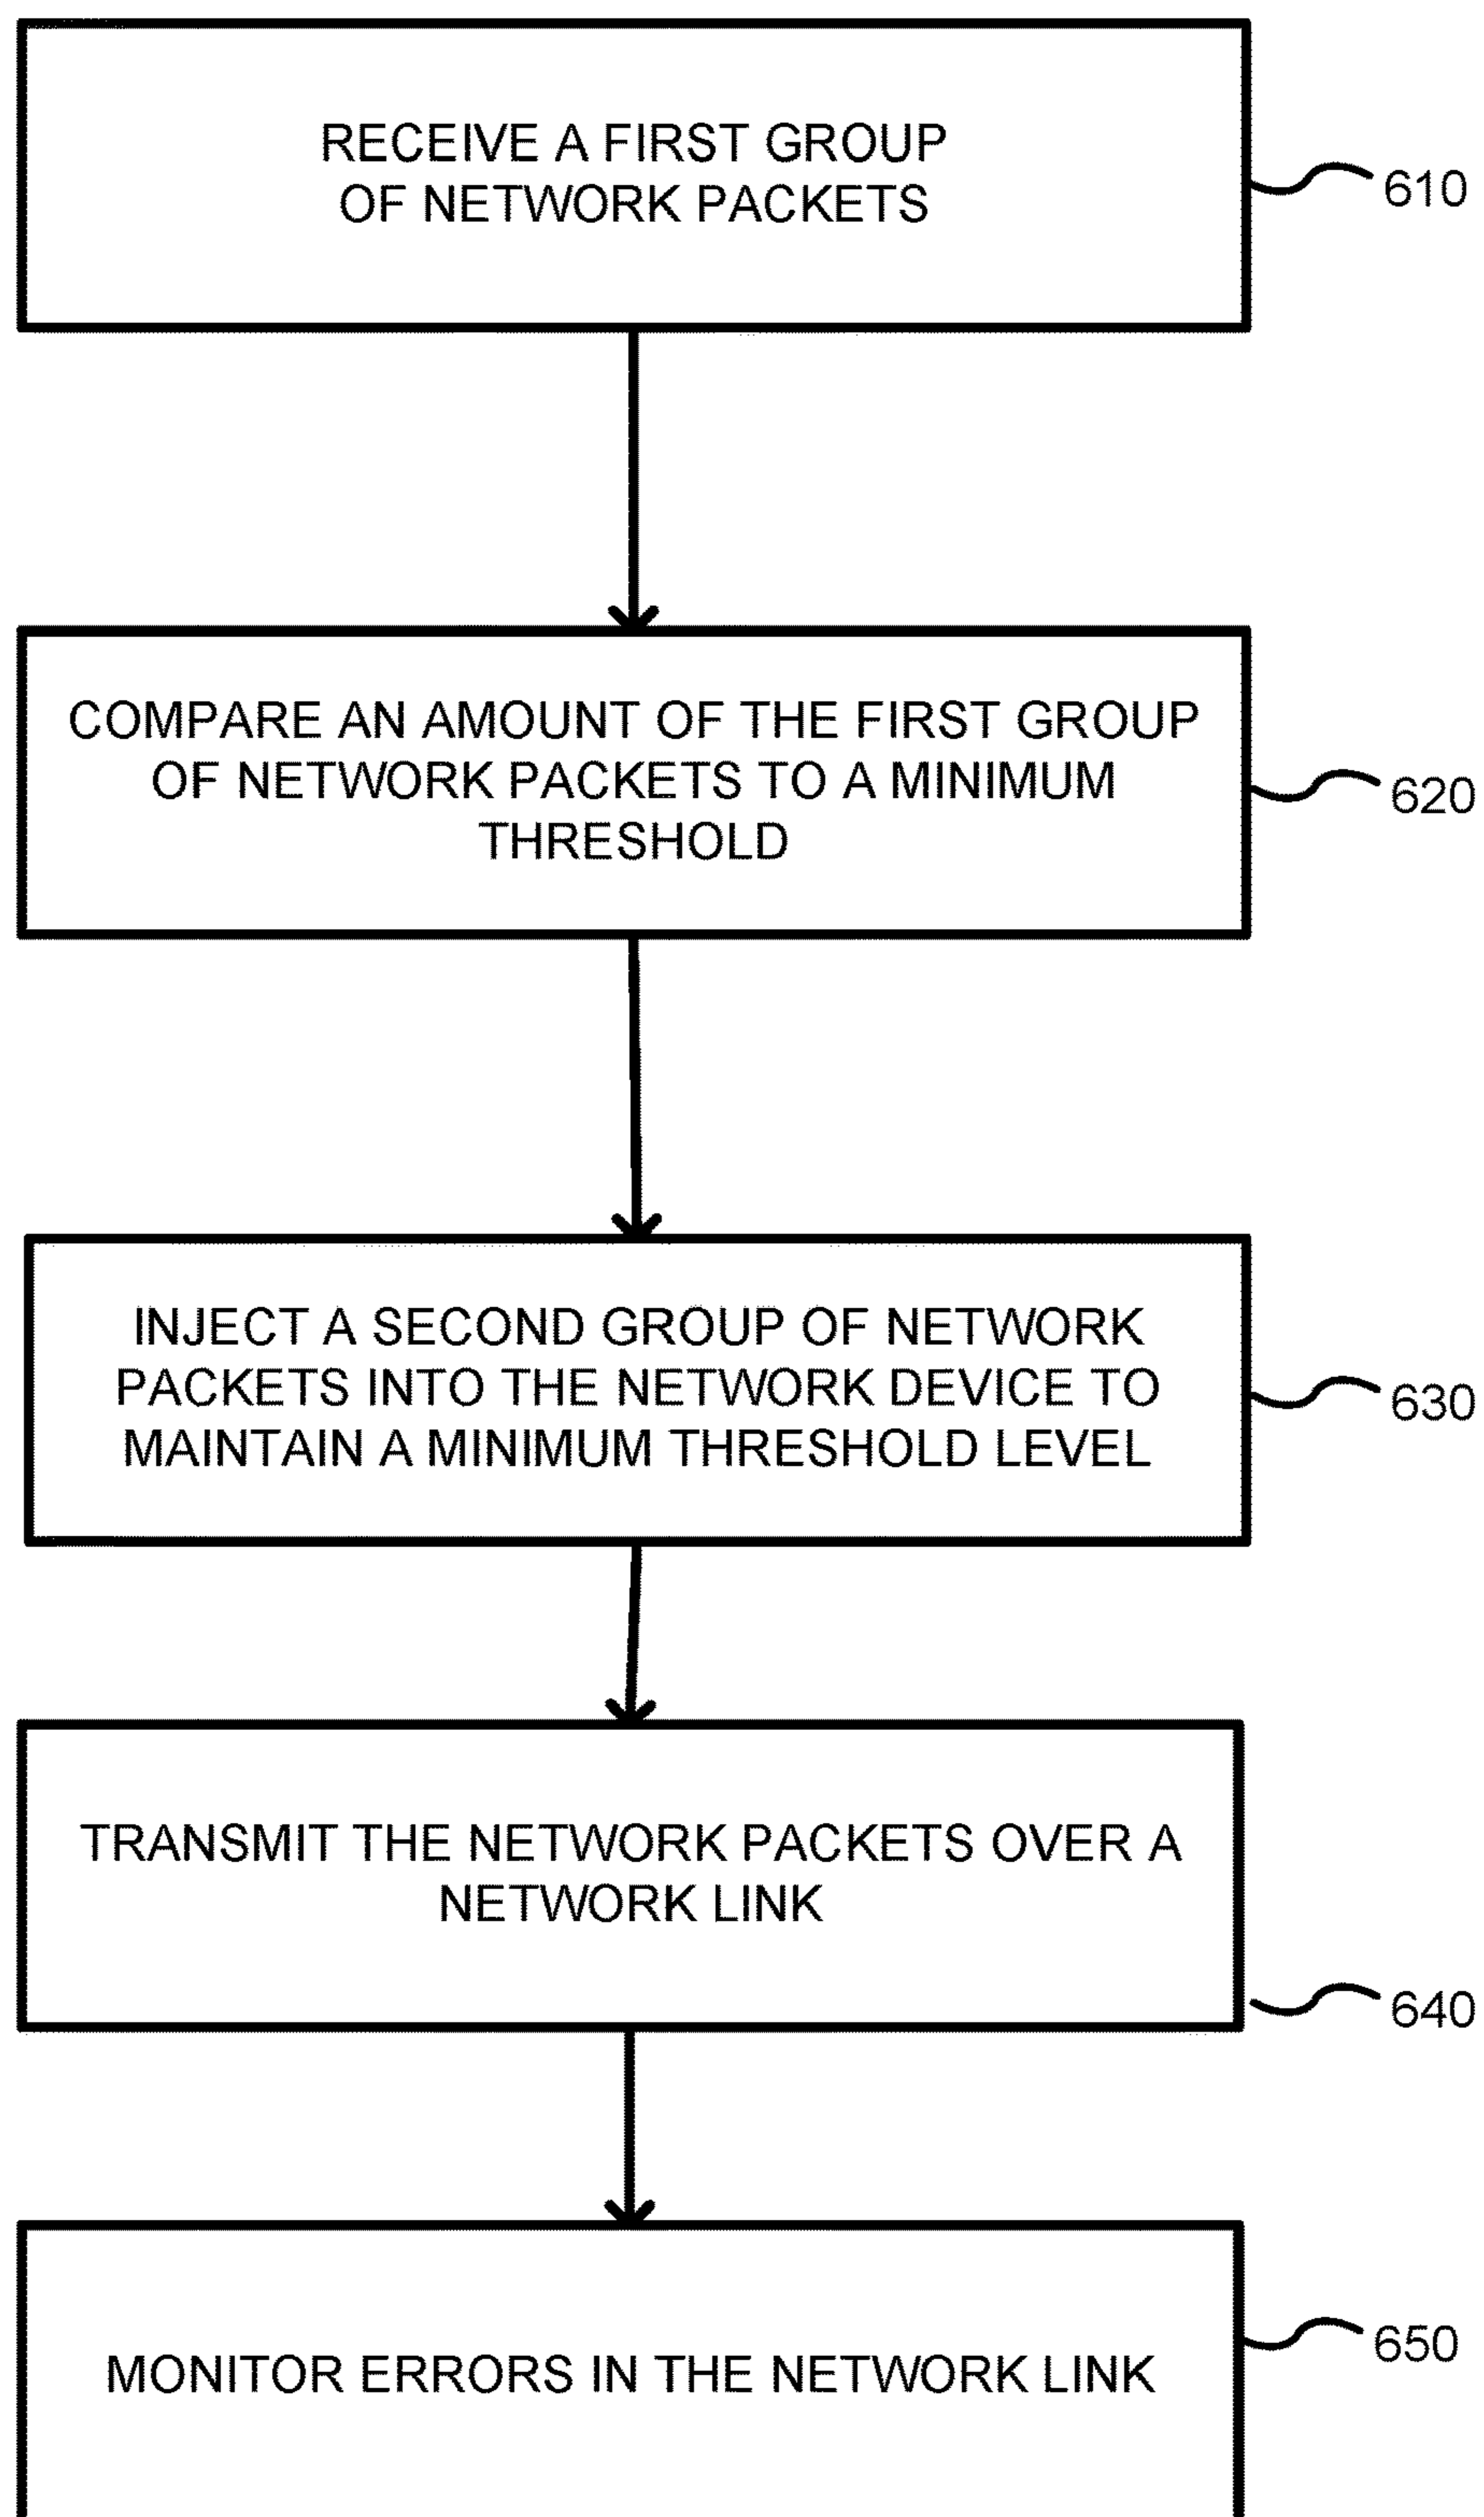 RECEIVE A FIRST GROUP
OF NETWORK PACKETS
610
COMPARE AN AMOUNT OF THE FIRST GROUP
OF NETWORK PACKETS TO A MINIMUM
THRESHOLD
620
INJECT A SECOND GROUP OF NETWORK
PACKETS INTO THE NETWORK DEVICE TO
MAINTAIN A MINIMUM THRESHOLD LEVEL
630
TRANSMIT THE NETWORK PACKETS OVER A
NETWORK LINK
640
MONITOR ERRORS IN THE NETWORK LINK
650